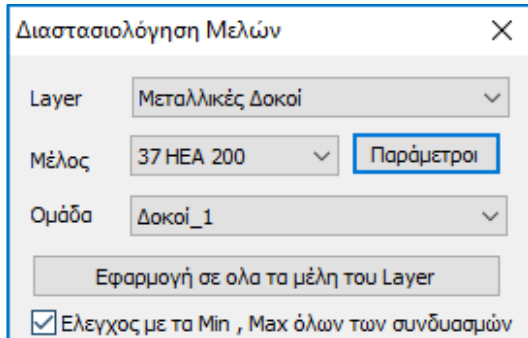 Διαστασιολόγηση Μελών
Layer Μεταλλικές Δοκοί
Μέλος 37 HEA 200 Παράμετροι
Ομάδα Δοκοί_1
Εφαρμογή σε ολα τα μέλη του Layer
Ελεγχος με τα Min , Max όλων των συνδυασμών